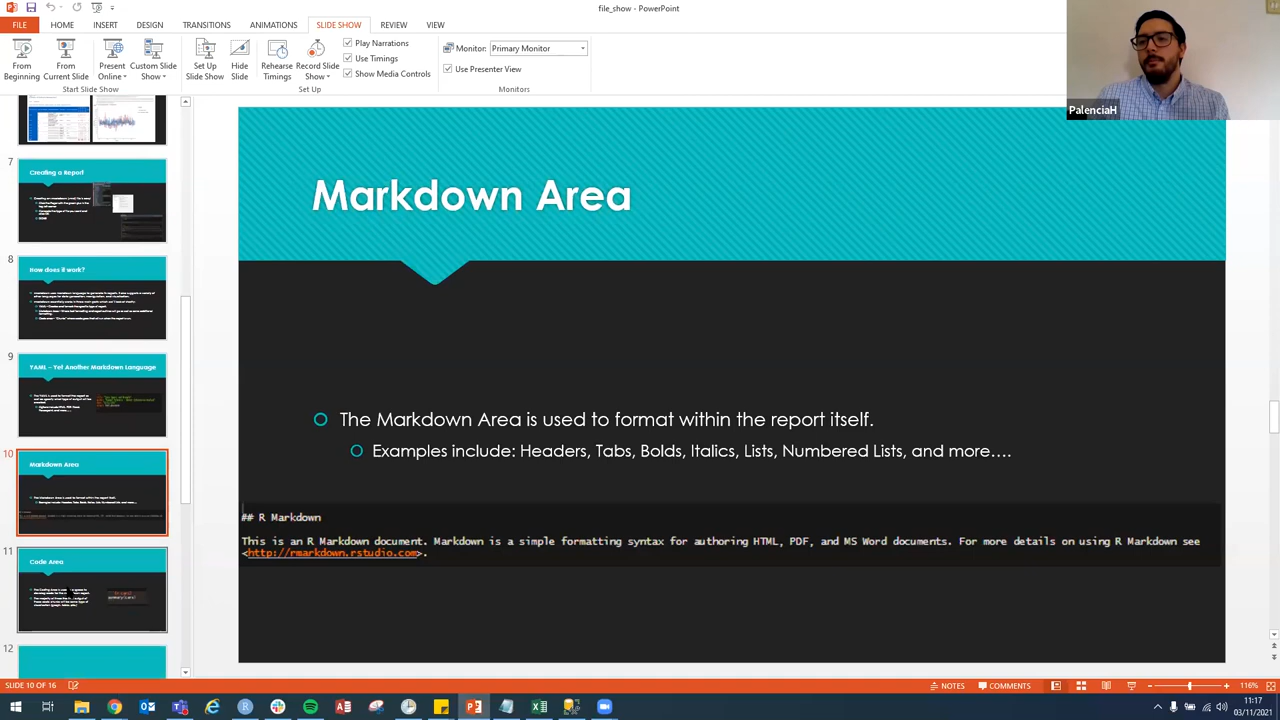 file_show - PowerPoint
FILE HOME INSERT DESIGN TRANSITIONS ANIMATIONS SLIDE SHOW REVIEW VIEW
From Beginning
From Current Slide
Present Online
Custom Slide Show
Set Up Slide Show
Hide Slide
Rehearse Timings
Record Slide Show
Play Narrations
Use Timings
Show Media Controls
Monitor: Primary Monitor
Use Presenter View
Start Slide Show
Set Up
Monitors
PalenciaH
7
Creating a Report
8
How does it work?
9
YAML – Yet Another Markdown Language
10
Markdown Area
11
Code Area
12
Markdown Area
The Markdown Area is used to format within the report itself.
Examples include: Headers, Tabs, Bolds, Italics, Lists, Numbered Lists, and more….
## R Markdown
This is an R Markdown document. Markdown is a simple formatting syntax for authoring HTML, PDF, and MS Word documents. For more details on using R Markdown see
<http://rmarkdown.rstudio.com>.
SLIDE 10 OF 16
NOTES
COMMENTS
116%
11:17
03/11/2021